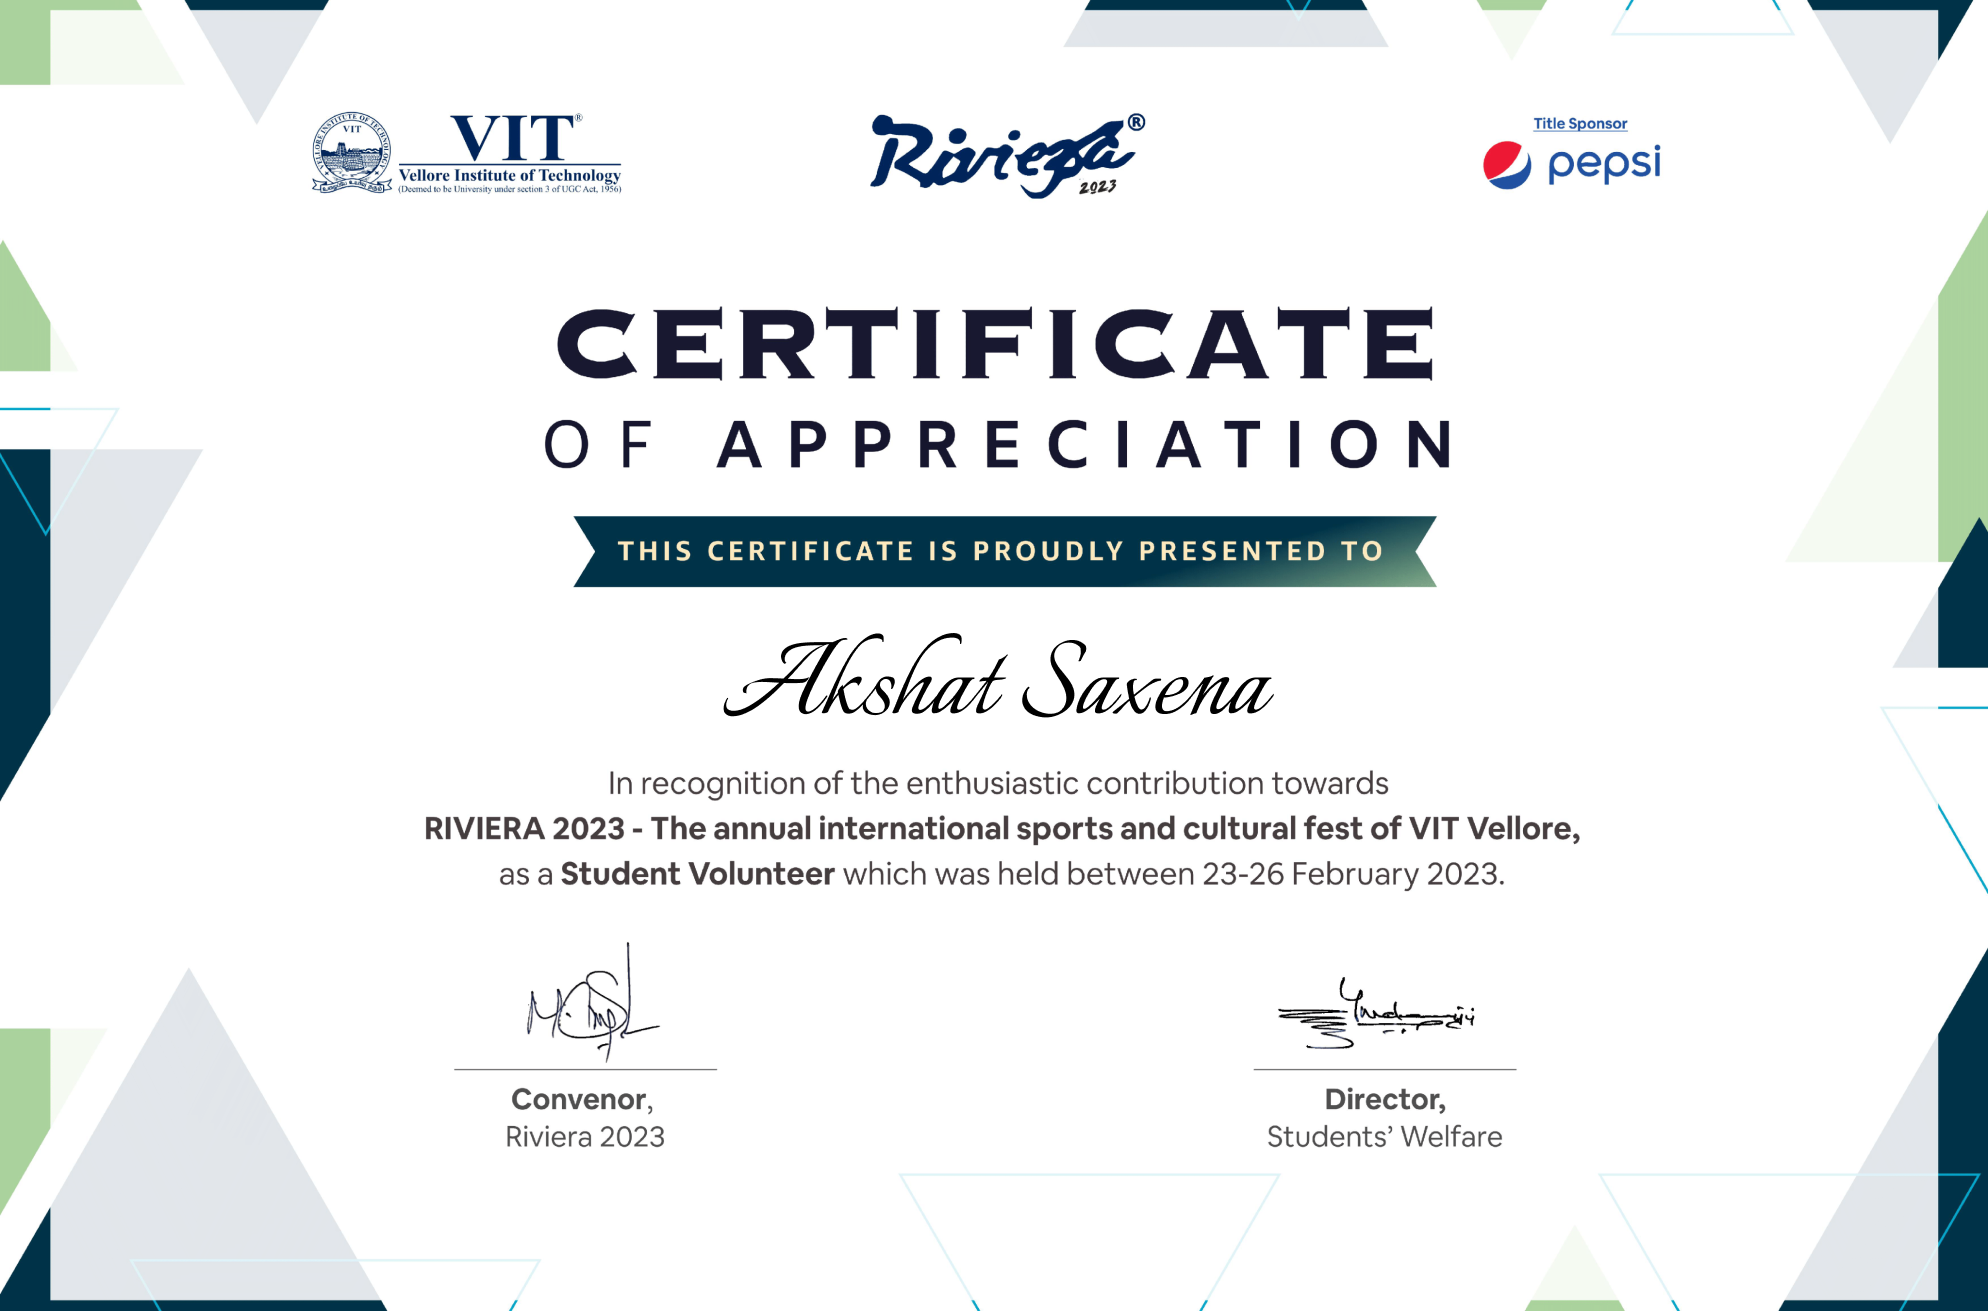 VIT®
Vellore Institute of Technology
(Deemed to be University under section 3 of UGC Act, 1956)
VELLORE INSTITUTE OF TECHNOLOGY
VIT
Riviera®
2023
Title Sponsor
pepsi
CERTIFICATE
OF APPRECIATION
THIS CERTIFICATE IS PROUDLY PRESENTED TO
Akshat Saxena
In recognition of the enthusiastic contribution towards
RIVIERA 2023 - The annual international sports and cultural fest of VIT Vellore,
as a Student Volunteer which was held between 23-26 February 2023.
Convenor,
Riviera 2023
Director,
Students’ Welfare